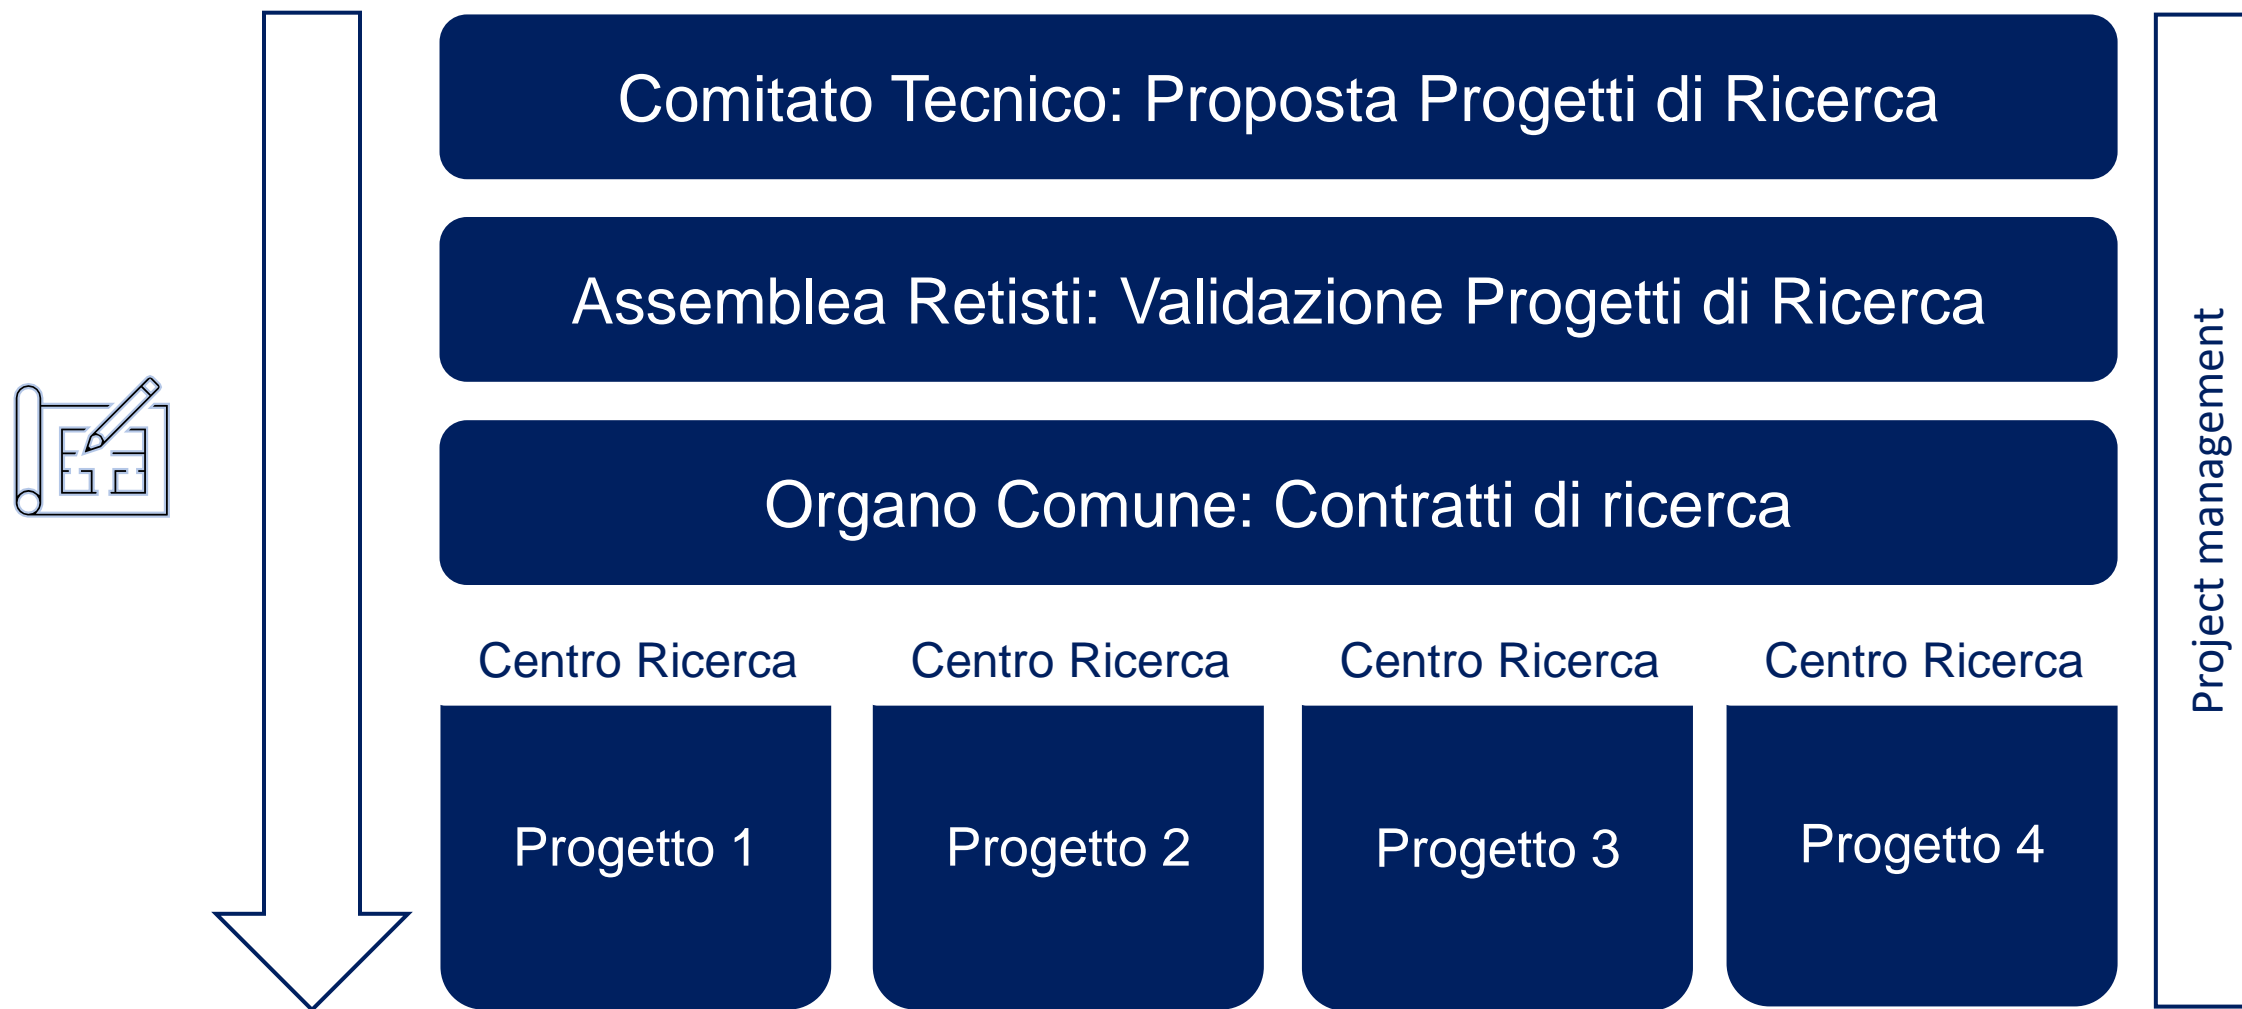 Comitato Tecnico: Proposta Progetti di Ricerca
Assemblea Retisti: Validazione Progetti di Ricerca
Organo Comune: Contratti di ricerca
Centro Ricerca
Centro Ricerca
Centro Ricerca
Centro Ricerca
Progetto 1
Progetto 2
Progetto 3
Progetto 4
Project management